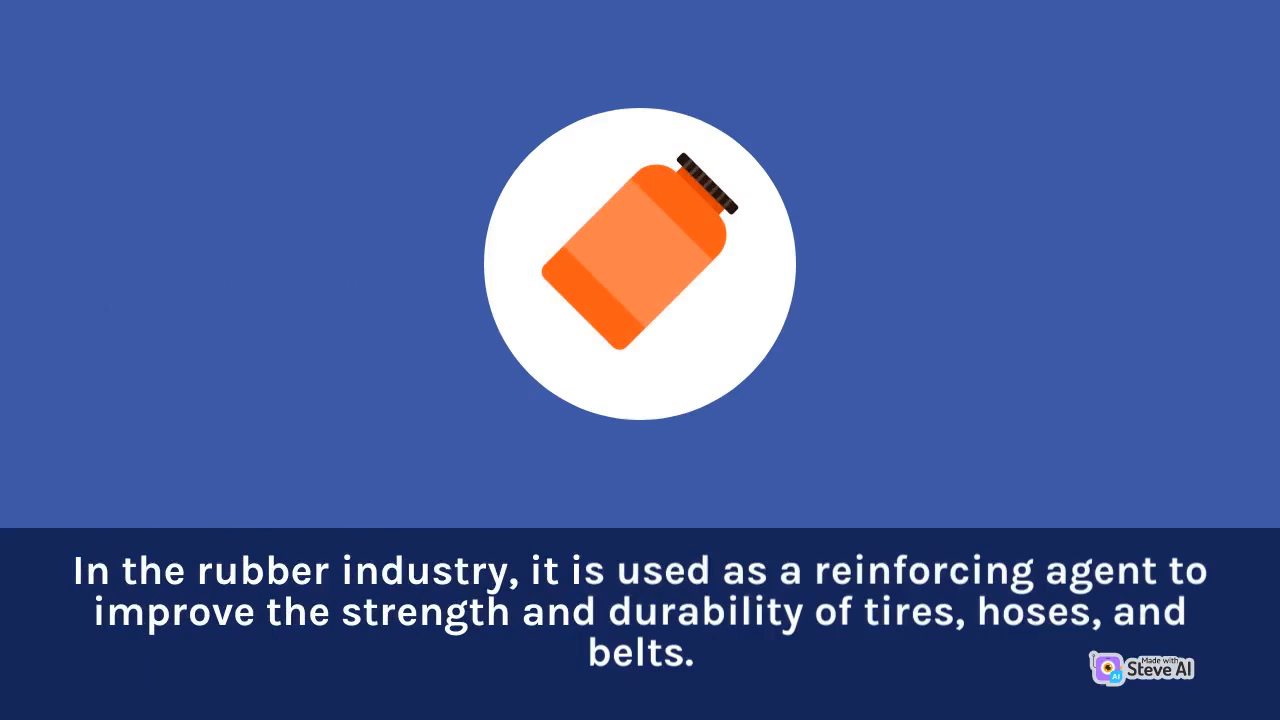 In the rubber industry, it is used as a reinforcing agent to
improve the strength and durability of tires, hoses, and
belts.
Made with
Steve AI
AI